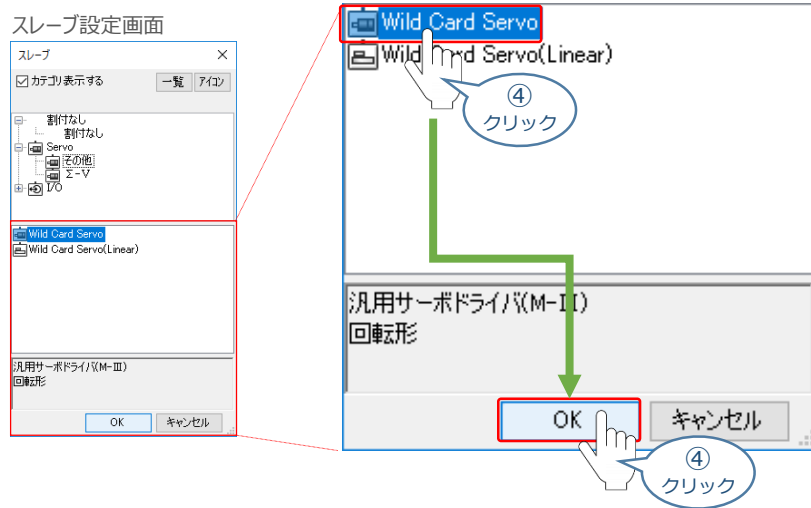 スレーブ設定画面
スレーブ
カテゴリ表示する
一覧
アイコン
割付なし
割付なし
Servo
その他
Σ-V
I/O
Wild Card Servo
Wild Card Servo(Linear)
汎用サーボドライバ(M-Ⅲ)
回転形
OK
キャンセル
Wild Card Servo
Wild Card Servo(Linear)
④
クリック
汎用サーボドライバ(M-Ⅲ)
回転形
OK
キャンセル
④
クリック